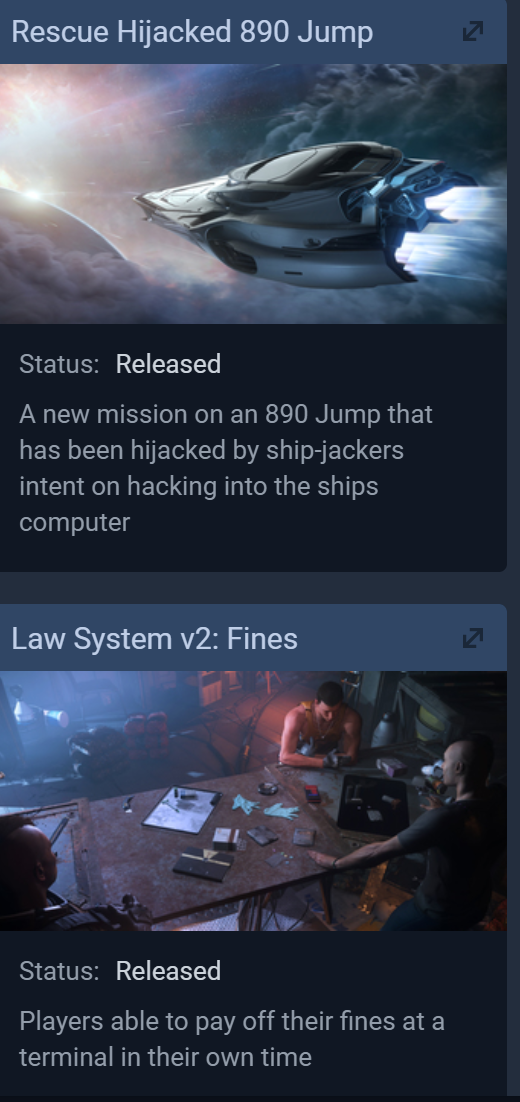 Rescue Hijacked 890 Jump
Status: Released
A new mission on an 890 Jump that
has been hijacked by ship-jackers
intent on hacking into the ships
computer
Law System v2: Fines
Status: Released
Players able to pay off their fines at a
terminal in their own time